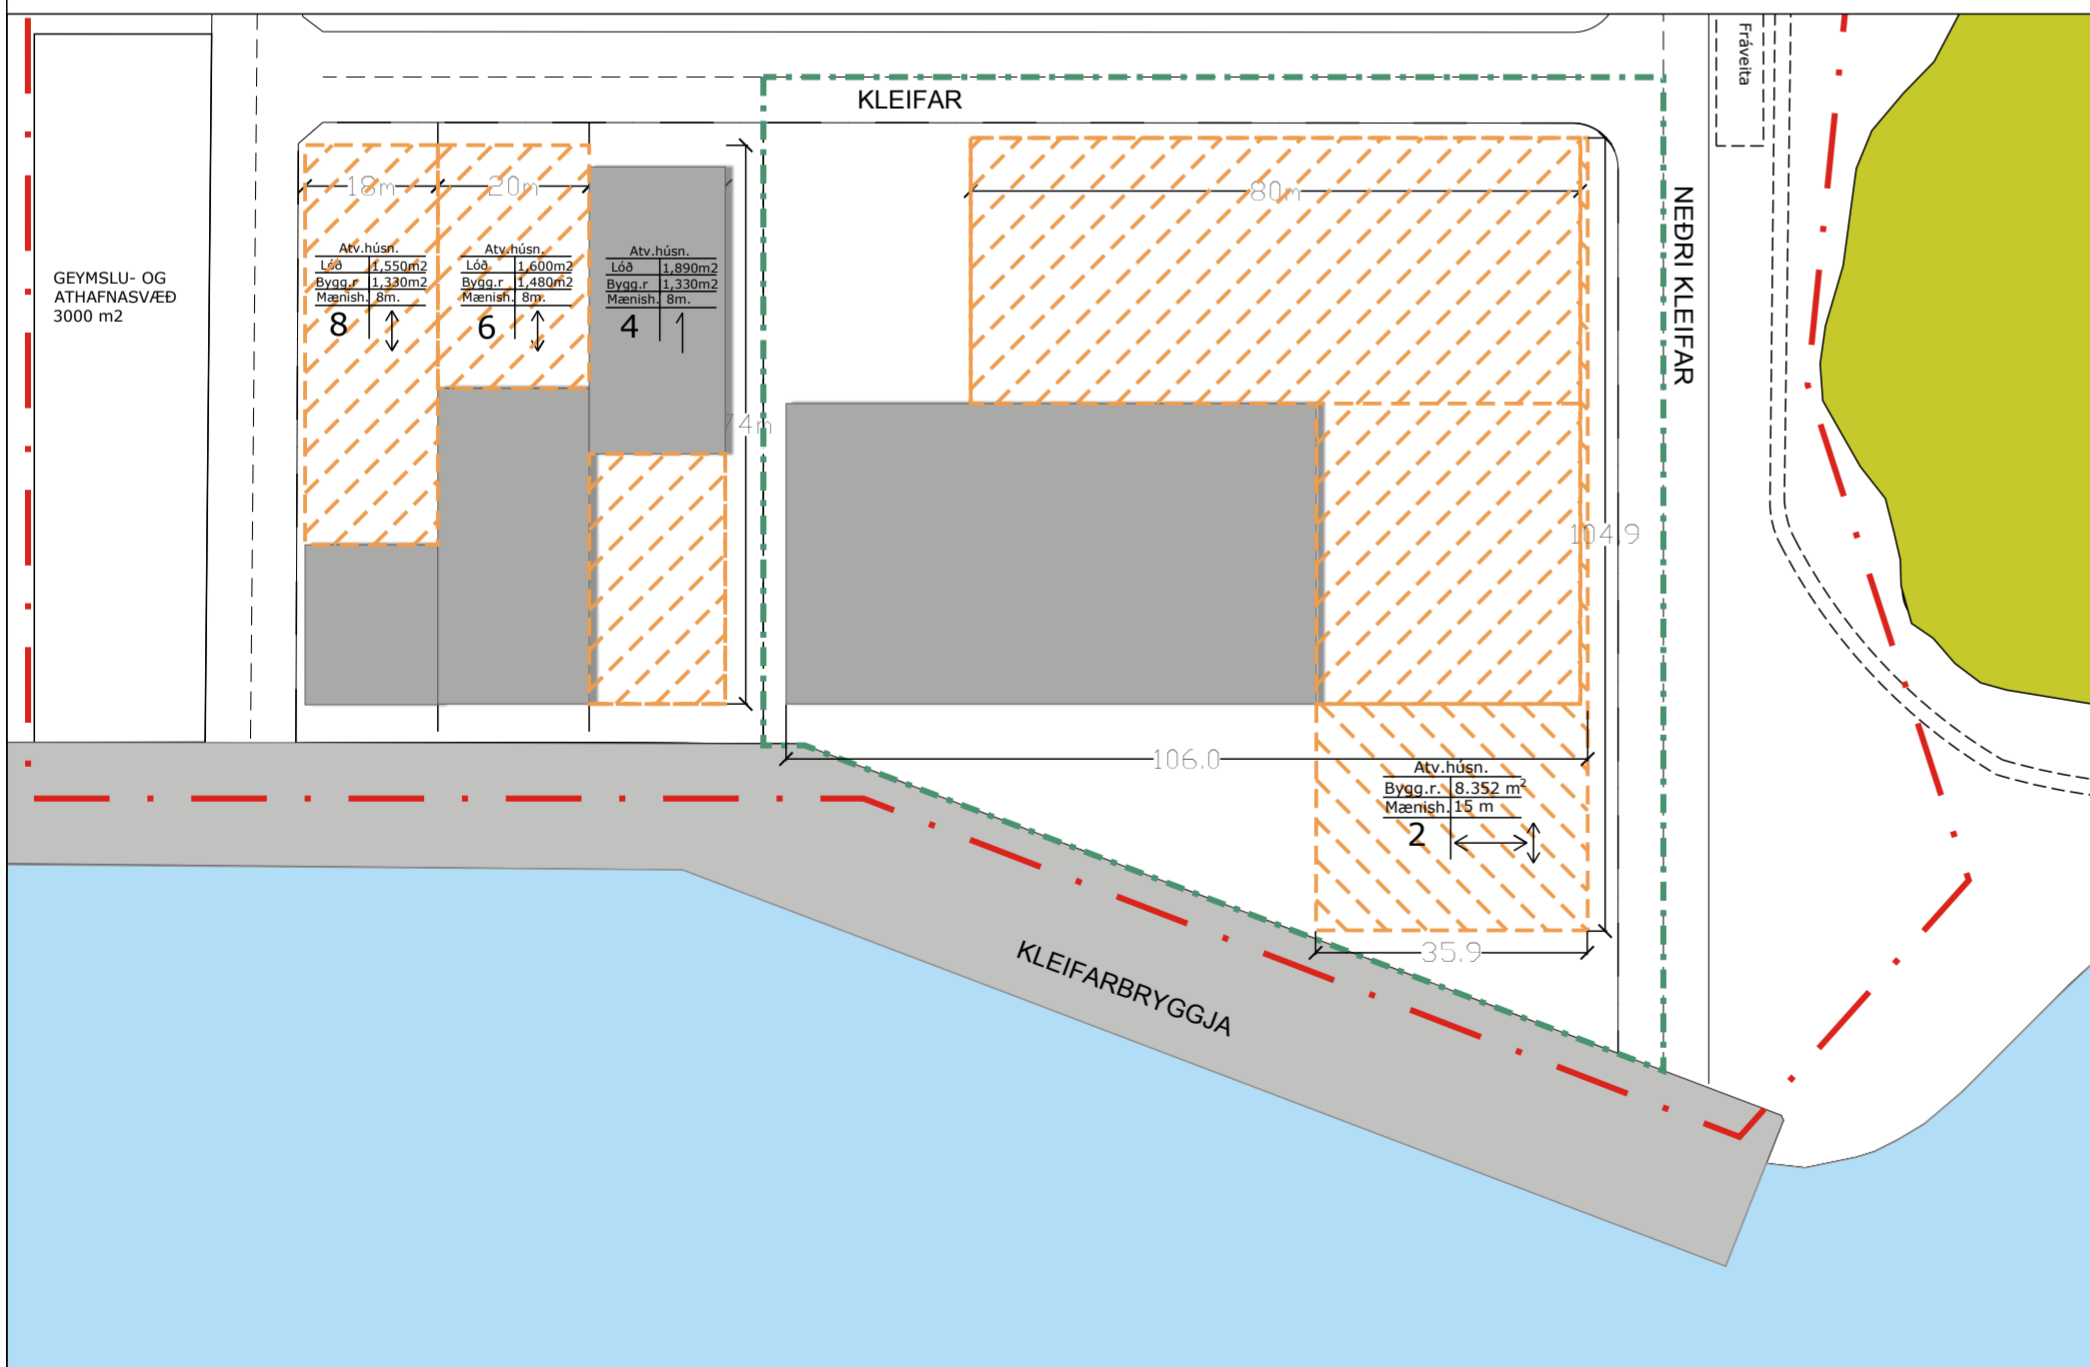 Fráveita
KLEIFAR
NEÐRI KLEIFAR
18m
20m
80m
GEYMSLU- OG
ATHAFNASVÆÐ
3000 m2
Atv.húsn.
Lóð 1,550m2
Bygg.r 1,330m2
Mænish. 8m.
8
Atv.húsn.
Lóð 1,600m2
Bygg.r 1,480m2
Mænish. 8m.
6
Atv.húsn.
Lóð 1,890m2
Bygg.r 1,330m2
Mænish. 8m.
4
74m
104.9
106.0
Atv.húsn.
Bygg.r. 8.352 m²
Mænish. 15 m
2
35.9
KLEIFARBRYGGJA